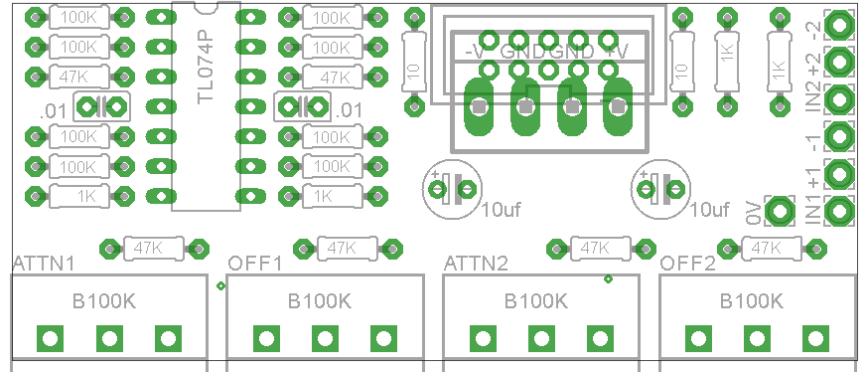 100K
100K
100K
100K
47K
47K
.01
.01
100K
100K
100K
100K
1K
1K
TL074P
10
-V GND GND +V
10
1K
1K
-2
IN2 +2
-1
IN1 +1
0V
+
10uf
+
10uf
47K
47K
47K
47K
ATTN1
OFF1
ATTN2
OFF2
B100K
B100K
B100K
B100K